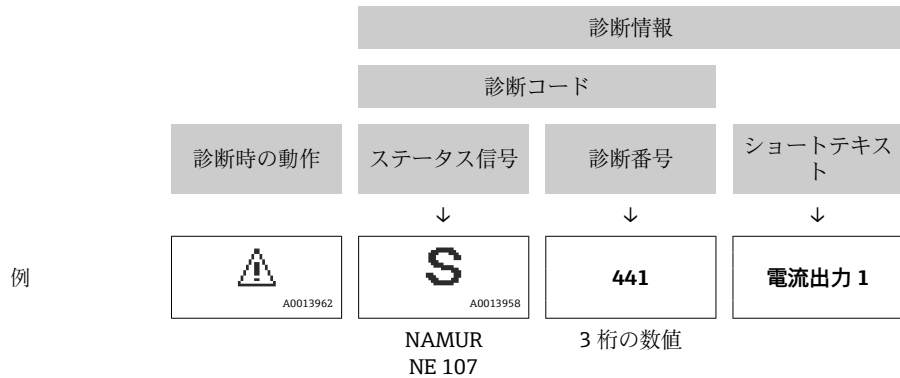 診断情報
診断コード
診断時の動作
ステータス信号
診断番号
ショートテキス
ト
↓ ↓ ↓
例
A0013962
S
A0013958
441
電流出力 1
NAMUR
NE 107
3 桁の数値